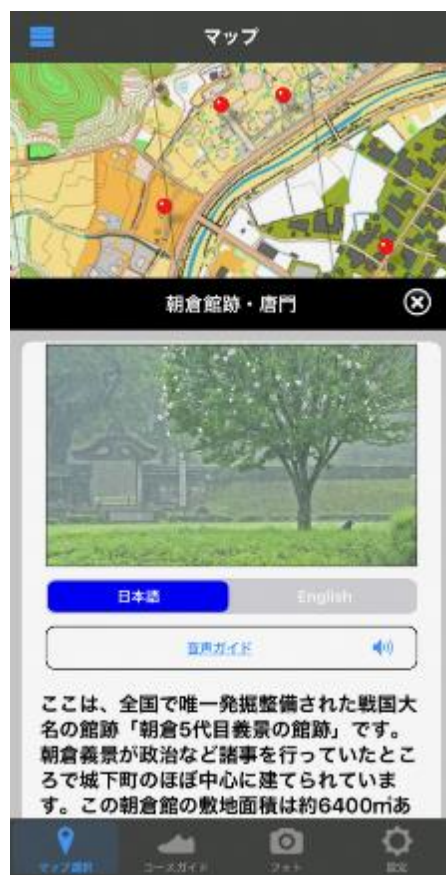 マップ
朝倉館跡・唐門
日本語
English
音声ガイド
ここは、全国で唯一発掘整備された戦国大
名の館跡「朝倉5代目義景の館跡」です。
朝倉義景が政治など諸事を行っていたとこ
ろで城下町のほぼ中心に建てられていま
す。この朝倉館の敷地面積は約6400㎡あ
マップ選択
コースガイド
フォト
設定